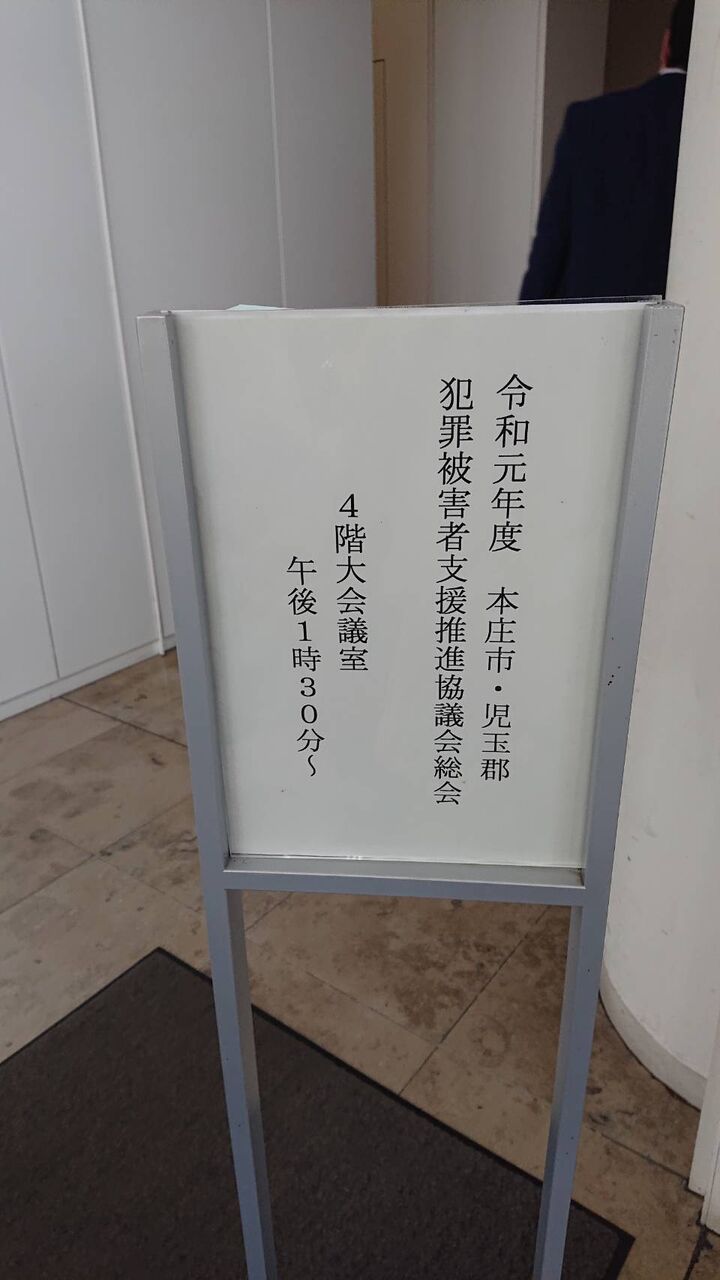 令和元年度　本庄市・児玉郡
犯罪被害者支援推進協議会総会
４階大会議室
午後１時３０分～